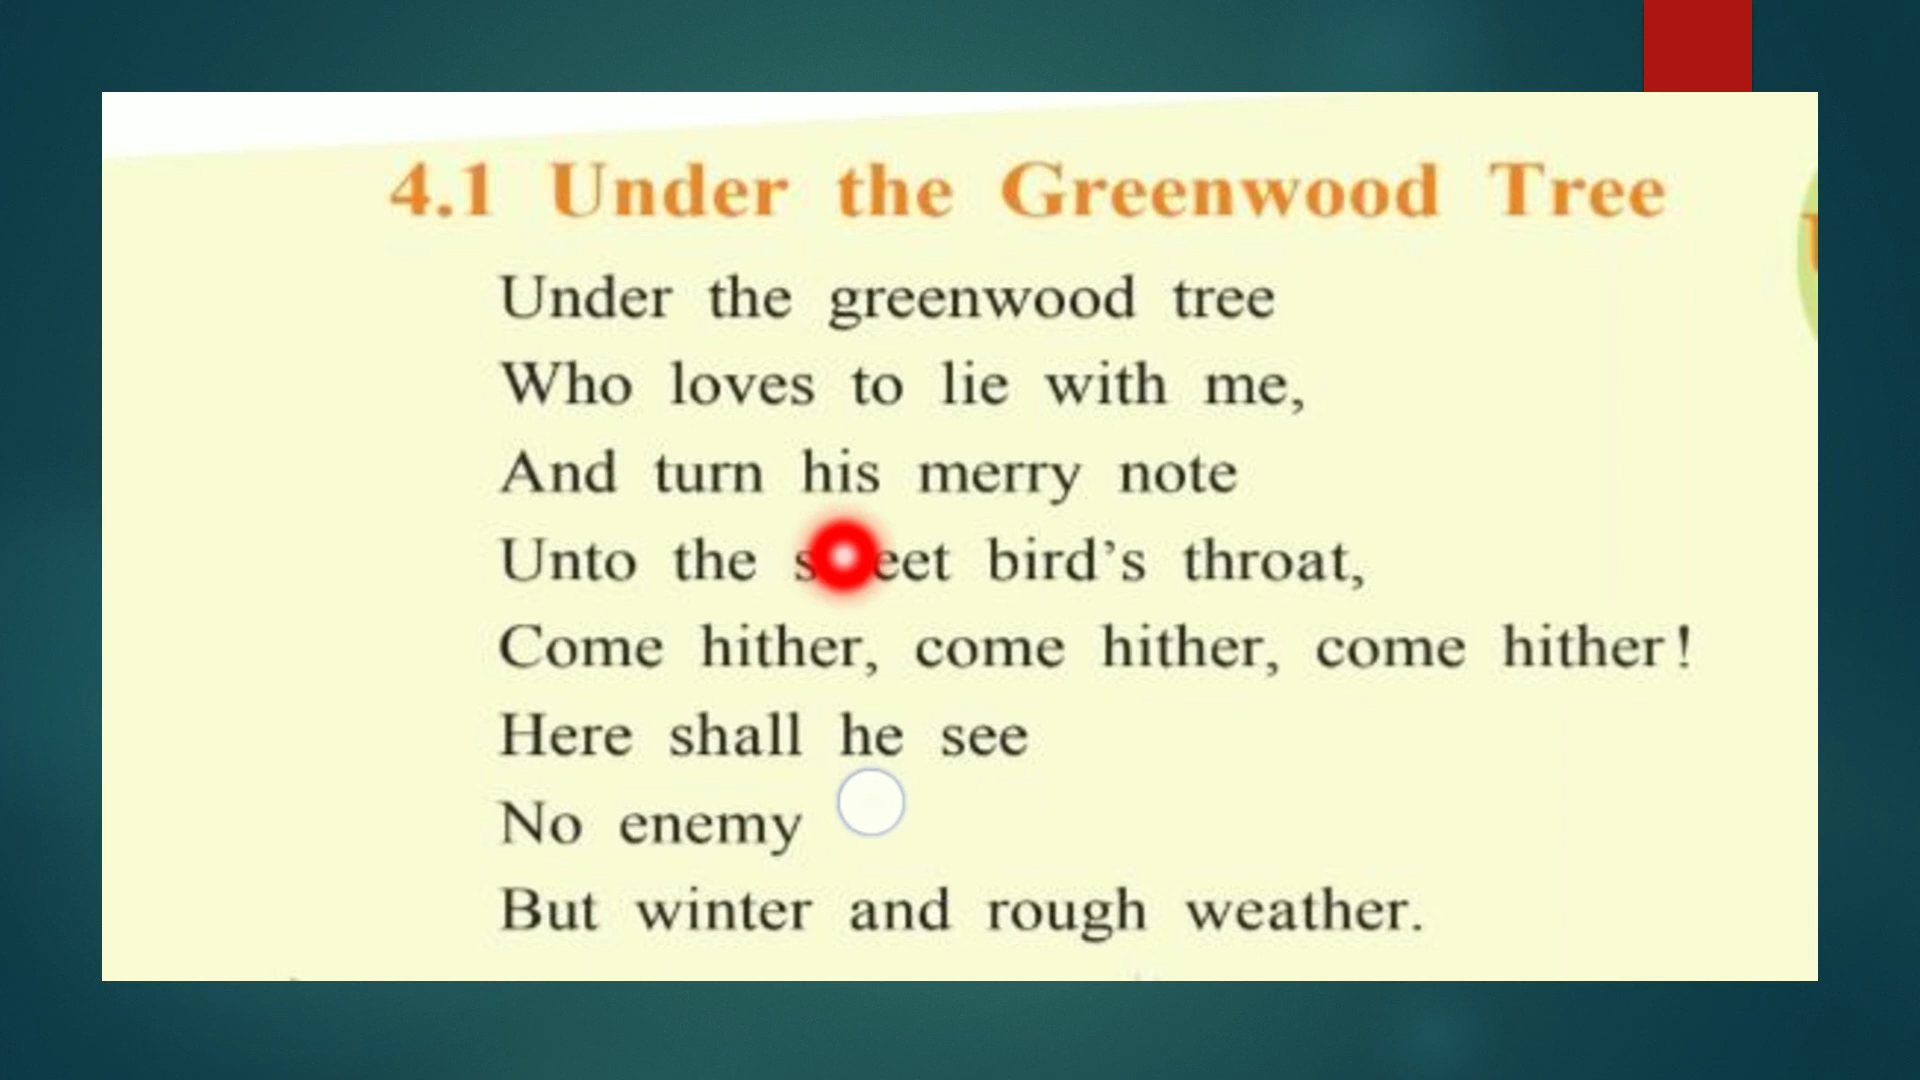 4.1 Under the Greenwood Tree
Under the greenwood tree
Who loves to lie with me,
And turn his merry note
Unto the sweet bird's throat,
Come hither, come hither, come hither!
Here shall he see
No enemy
But winter and rough weather.